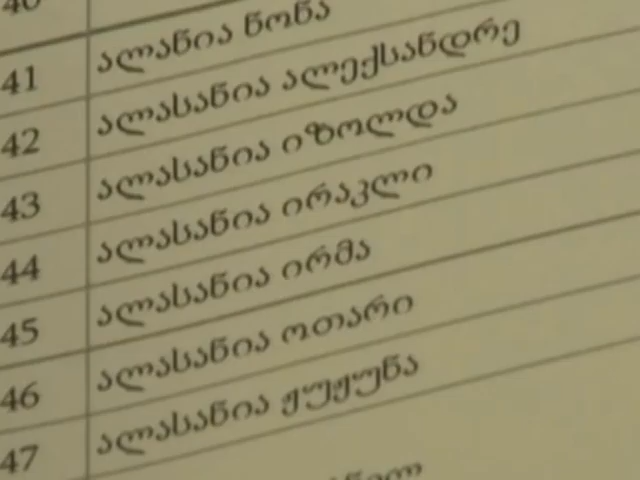 40
41 ალანია ნონა
42 ალასანია ალექსანდრე
43 ალასანია იზოლდა
44 ალასანია ირაკლი
45 ალასანია ირმა
46 ალასანია ოთარი
47 ალასანია ჟუჟუნა